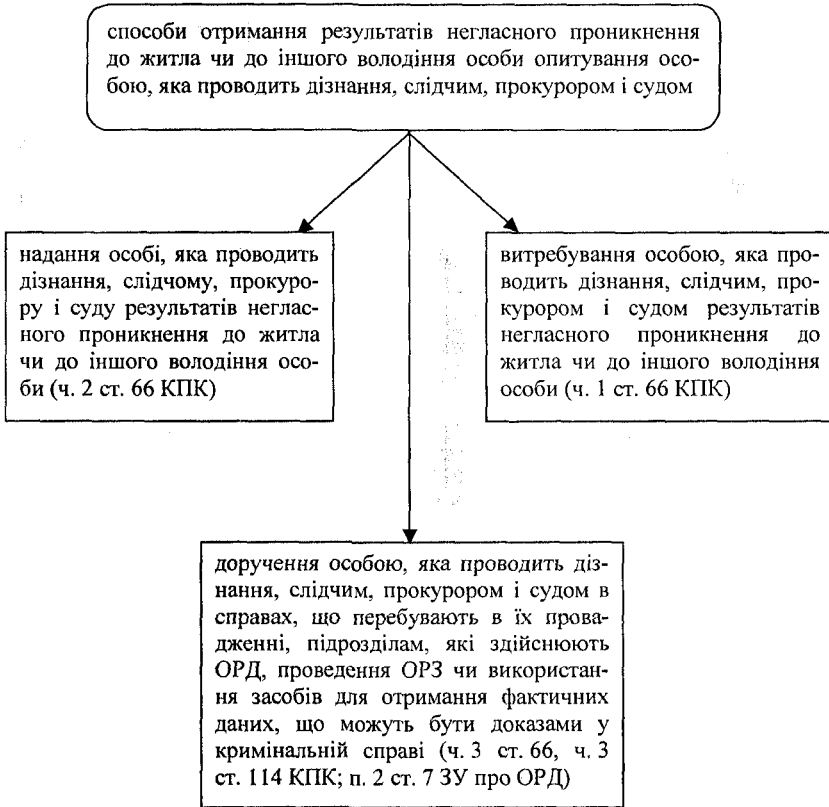 способи отримання результатів негласного проникнення
до житла чи до іншого володіння особи опитування осо-
бою, яка проводить дізнання, слідчим, прокурором і судом
надання особі, яка проводить
дізнання, слідчому, прокуро-
ру і суду результатів неглас-
ного проникнення до житла
чи до іншого володіння осо-
би (ч. 2 ст. 66 КПК)
витребування особою, яка про-
водить дізнання, слідчим, про-
курором і судом результатів
негласного проникнення до
житла чи до іншого володіння
особи (ч. 1 ст. 66 КПК)
доручення особою, яка проводить діз-
нання, слідчим, прокурором і судом в
справах, що перебувають в їх прова-
дженні, підрозділам, які здійснюють
ОРД, проведення ОРЗ чи використан-
ня засобів для отримання фактичних
даних, що можуть бути доказами у
кримінальній справі (ч. 3 ст. 66, ч. 3
ст. 114 КПК; п. 2 ст. 7 ЗУ про ОРД)